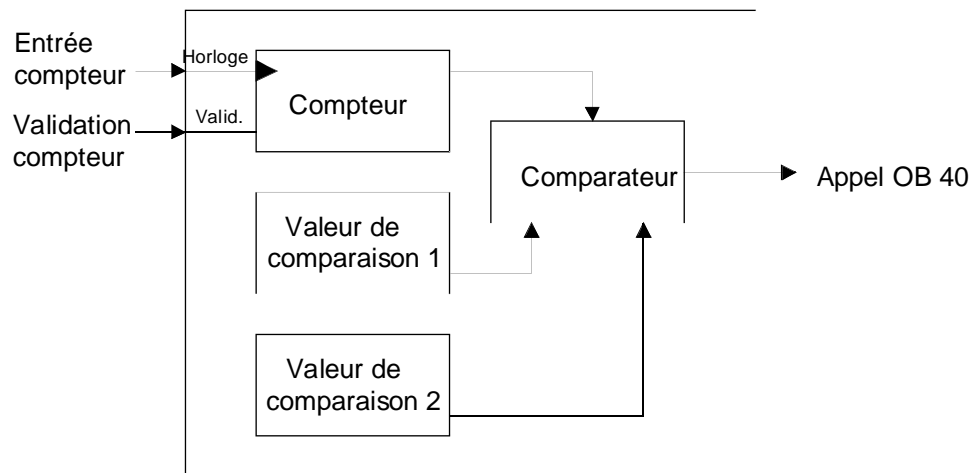 Entrée
compteur
Horloge
Compteur
Validation
compteur
Valid.
Comparateur
Appel OB 40
Valeur de
comparaison 1
Valeur de
comparaison 2